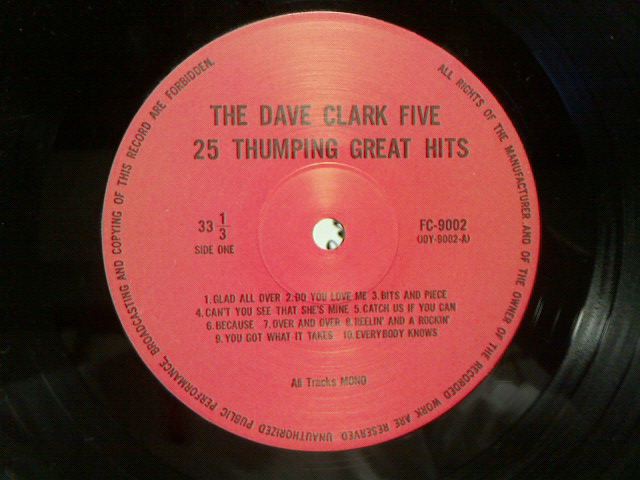 THE DAVE CLARK FIVE
25 THUMPING GREAT HITS
33 1/3
SIDE ONE
FC-9002
(JDY-9002-A)
1.GLAD ALL OVER 2.DO YOU LOVE ME 3.BITS AND PIECE
4.CAN'T YOU SEE THAT SHE'S MINE 5.CATCH US IF YOU CAN
6.BECAUSE 7.OVER AND OVER 8.REELIN' AND A ROCKIN'
9.YOU GOT WHAT IT TAKES 10.EVERYBODY KNOWS
All Tracks MONO
ALL RIGHTS OF THE MANUFACTURER AND OF THE OWNER OF THE RECORDED WORK ARE RESERVED. UNAUTHORIZED PUBLIC PERFORMANCE, BROADCASTING AND COPYING OF THIS RECORD ARE FORBIDDEN.